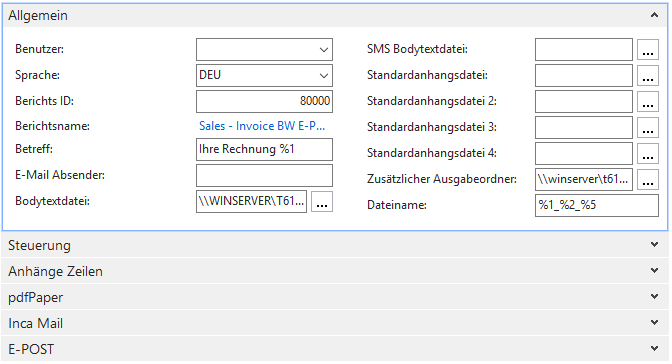 Allgemein
Benutzer:
Sprache: DEU
Berichts ID: 80000
Berichtsname: Sales - Invoice BW E-P...
Betreff: Ihre Rechnung %1
E-Mail Absender:
Bodytextdatei: \\WINSERVER\T61... ...
SMS Bodytextdatei: ...
Standardanhangsdatei: ...
Standardanhangsdatei 2: ...
Standardanhangsdatei 3: ...
Standardanhangsdatei 4: ...
Zusätzlicher Ausgabeordner: \\winserver\t61... ...
Dateiname: %1_%2_%5
Steuerung
Anhänge Zeilen
pdfPaper
Inca Mail
E-POST